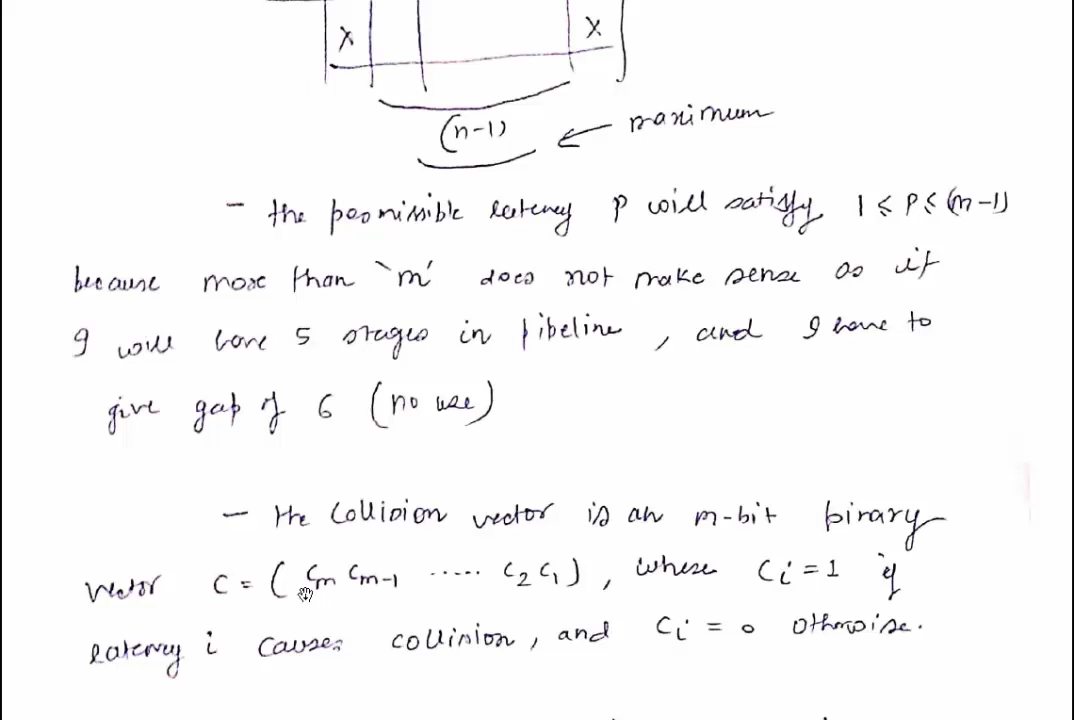 X X
(n-1) ← maximum
- the permissible latency P will satisfy 1 ≤ P ≤ (m-1)
because more than `m' does not make sense as if
I will have 5 stages in pipeline, and I have to
give gap of 6 (no use)
- the collision vector is an m-bit binary
vector C = ( Cm Cm-1 ..... C2 C1 ), where Ci = 1 if
latency i causes collision, and Ci = 0 otherwise.